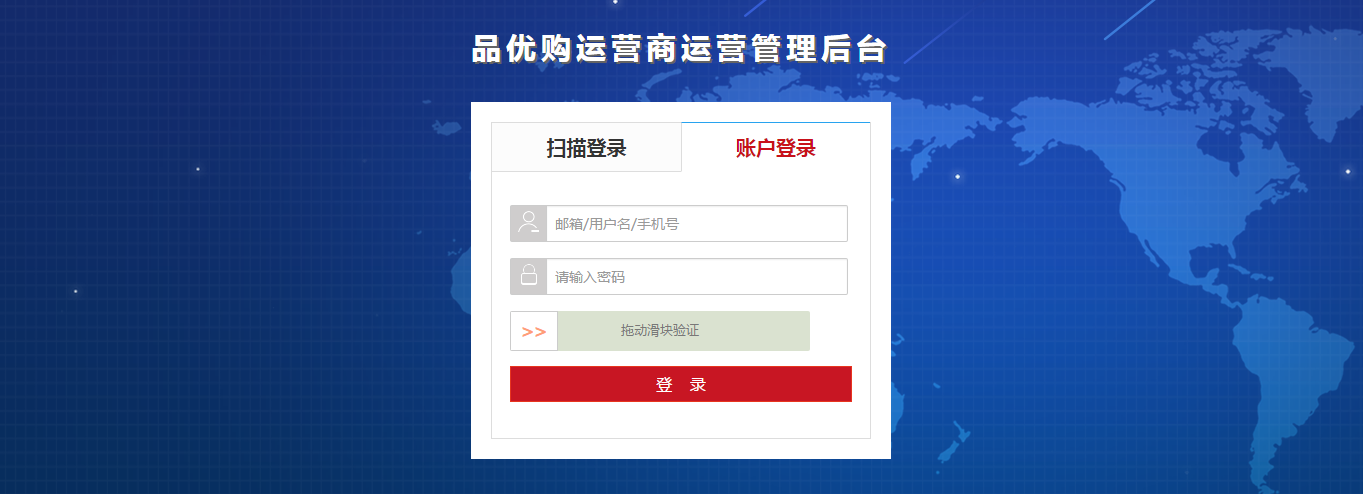 品优购运营商运营管理后台
扫描登录 账户登录
邮箱/用户名/手机号
请输入密码
>> 拖动滑块验证
登 录